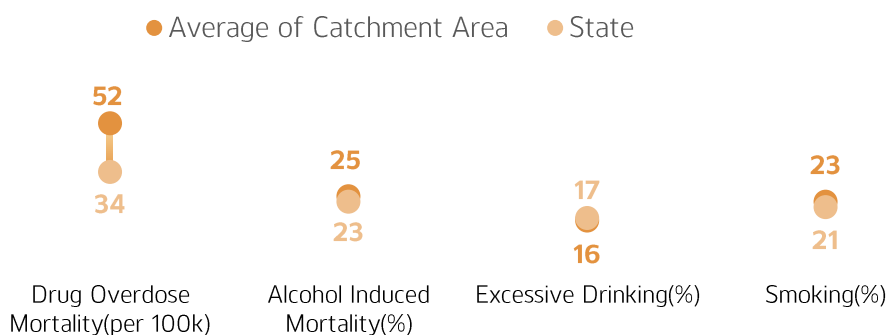 Average of Catchment Area State
52
34
25
23
17
16
23
21
Drug Overdose
Mortality(per 100k)
Alcohol Induced
Mortality(%)
Excessive Drinking(%)
Smoking(%)